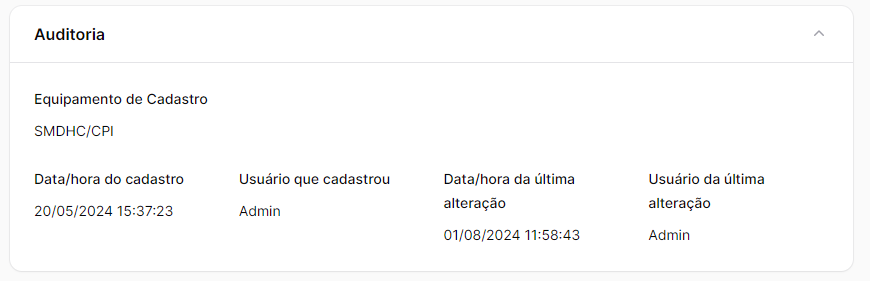 Auditoria
Equipamento de Cadastro
SMDHC/CPI
Data/hora do cadastro
20/05/2024 15:37:23
Usuário que cadastrou
Admin
Data/hora da última
alteração
01/08/2024 11:58:43
Usuário da última
alteração
Admin